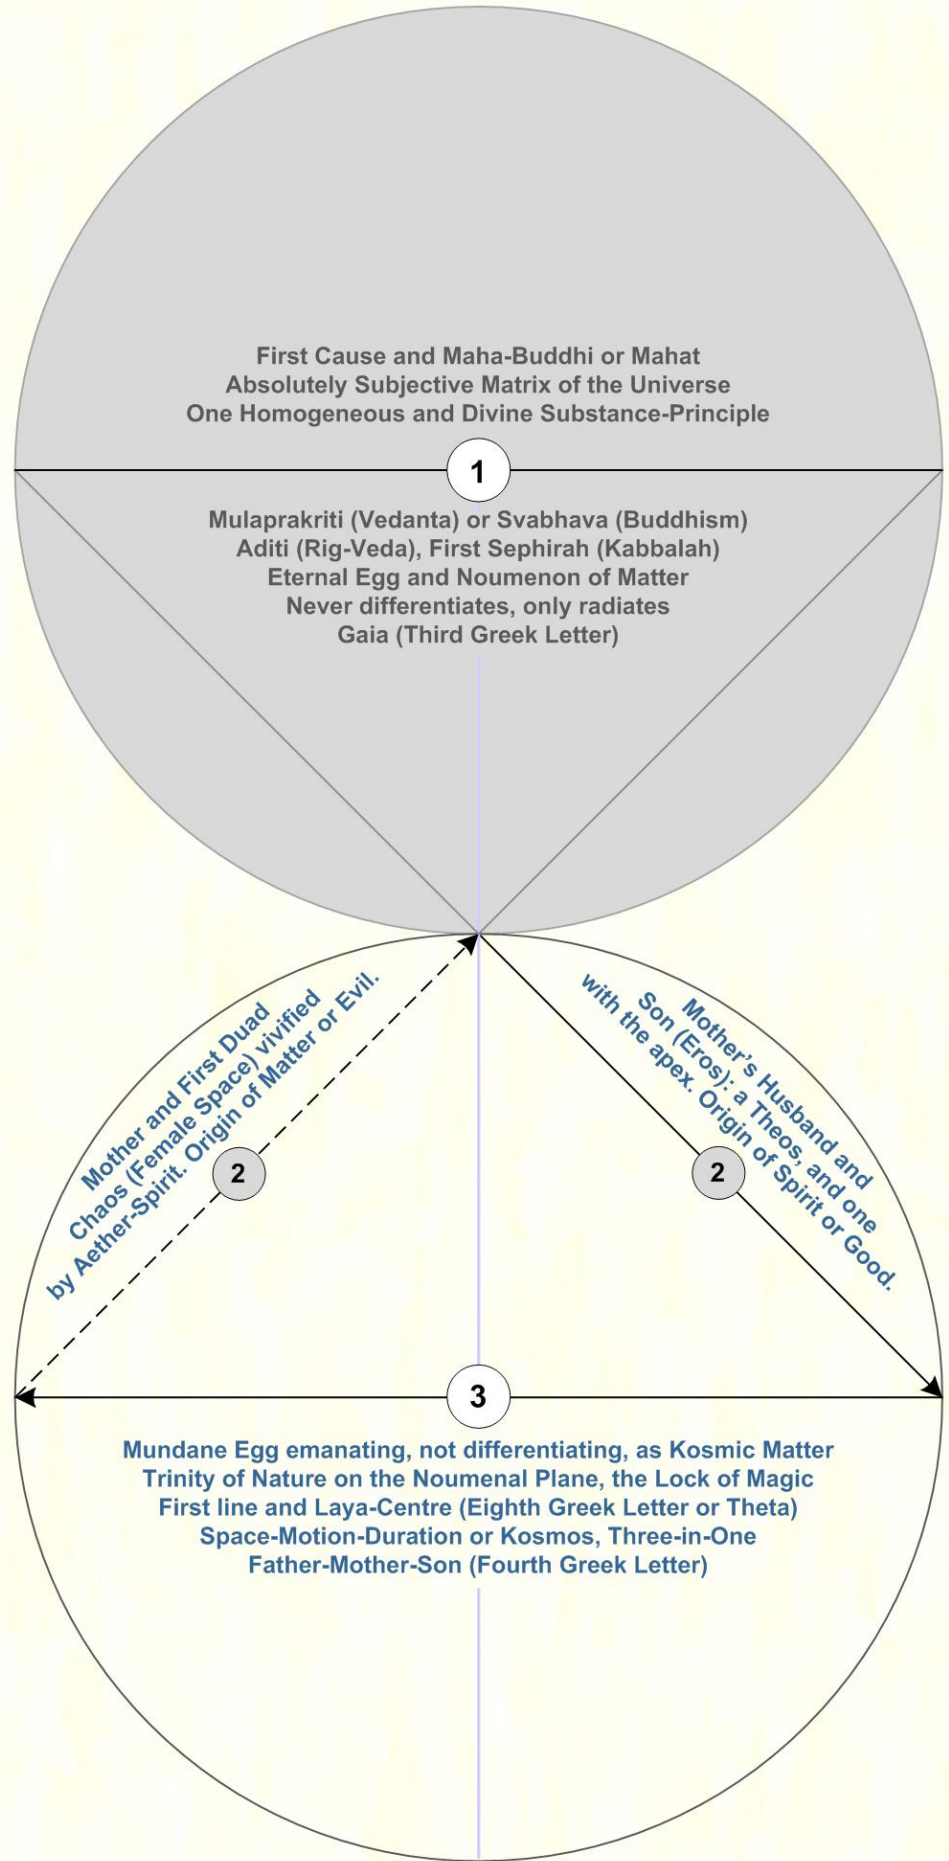 First Cause and Maha-Buddhi or Mahat
Absolutely Subjective Matrix of the Universe
One Homogeneous and Divine Substance-Principle
1
Mulaprakriti (Vedanta) or Svabhava (Buddhism)
Aditi (Rig-Veda), First Sephirah (Kabbalah)
Eternal Egg and Noumenon of Matter
Never differentiates, only radiates
Gaia (Third Greek Letter)
Mother and First Duad
Chaos (Female Space) vivified
by Aether-Spirit. Origin of Matter or Evil.
2
Mother's Husband and
Son (Eros): a Theos, and one
with the apex. Origin of Spirit or Good.
2
3
Mundane Egg emanating, not differentiating, as Kosmic Matter
Trinity of Nature on the Noumenal Plane, the Lock of Magic
First line and Laya-Centre (Eighth Greek Letter or Theta)
Space-Motion-Duration or Kosmos, Three-in-One
Father-Mother-Son (Fourth Greek Letter)